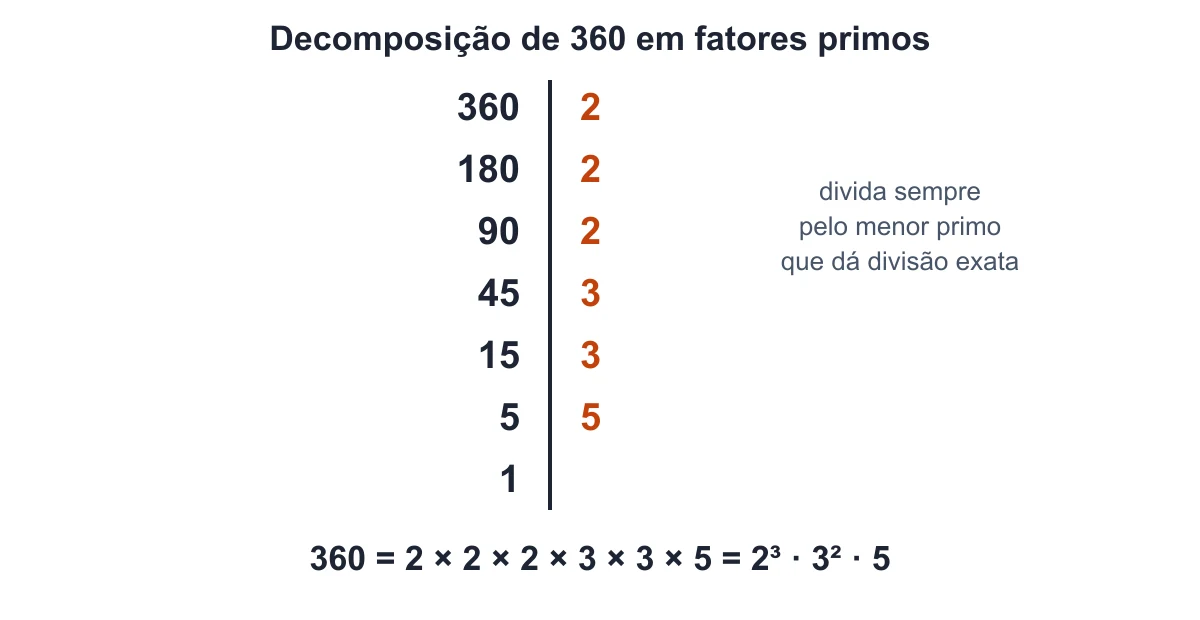 Decomposição de 360 em fatores primos
360 2
180 2
90 2
45 3
15 3
5 5
1
divida sempre
pelo menor primo
que dá divisão exata
360 = 2 × 2 × 2 × 3 × 3 × 5 = 2³ · 3² · 5